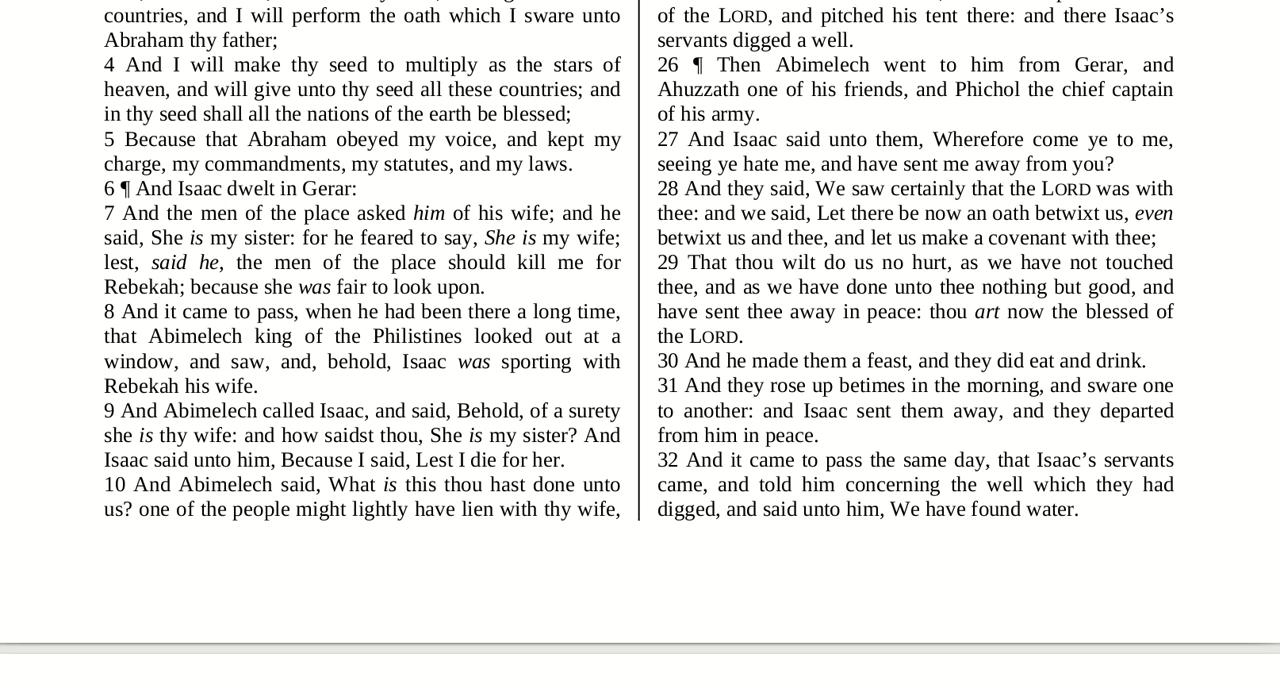 countries, and I will perform the oath which I sware unto
Abraham thy father;
4 And I will make thy seed to multiply as the stars of
heaven, and will give unto thy seed all these countries; and
in thy seed shall all the nations of the earth be blessed;
5 Because that Abraham obeyed my voice, and kept my
charge, my commandments, my statutes, and my laws.
6 ¶ And Isaac dwelt in Gerar:
7 And the men of the place asked him of his wife; and he
said, She is my sister: for he feared to say, She is my wife;
lest, said he, the men of the place should kill me for
Rebekah; because she was fair to look upon.
8 And it came to pass, when he had been there a long time,
that Abimelech king of the Philistines looked out at a
window, and saw, and, behold, Isaac was sporting with
Rebekah his wife.
9 And Abimelech called Isaac, and said, Behold, of a surety
she is thy wife: and how saidst thou, She is my sister? And
Isaac said unto him, Because I said, Lest I die for her.
10 And Abimelech said, What is this thou hast done unto
us? one of the people might lightly have lien with thy wife,
of the LORD, and pitched his tent there: and there Isaac’s
servants digged a well.
26 ¶ Then Abimelech went to him from Gerar, and
Ahuzzath one of his friends, and Phichol the chief captain
of his army.
27 And Isaac said unto them, Wherefore come ye to me,
seeing ye hate me, and have sent me away from you?
28 And they said, We saw certainly that the LORD was with
thee: and we said, Let there be now an oath betwixt us, even
betwixt us and thee, and let us make a covenant with thee;
29 That thou wilt do us no hurt, as we have not touched
thee, and as we have done unto thee nothing but good, and
have sent thee away in peace: thou art now the blessed of
the LORD.
30 And he made them a feast, and they did eat and drink.
31 And they rose up betimes in the morning, and sware one
to another: and Isaac sent them away, and they departed
from him in peace.
32 And it came to pass the same day, that Isaac’s servants
came, and told him concerning the well which they had
digged, and said unto him, We have found water.